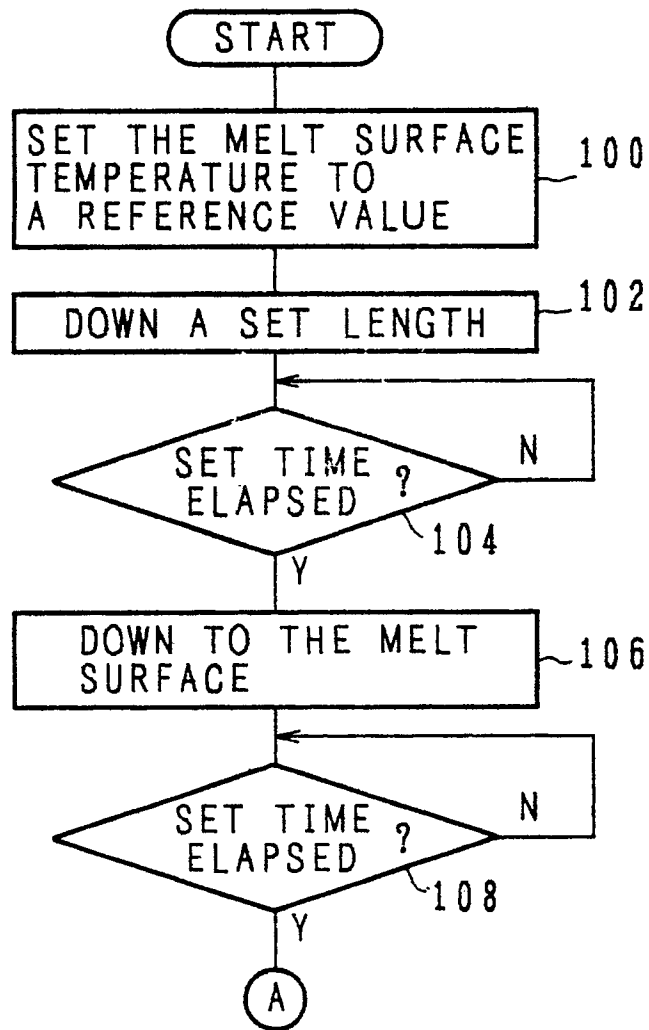 START
SET THE MELT SURFACE
TEMPERATURE TO
A REFERENCE VALUE
100
DOWN A SET LENGTH
102
SET TIME
ELAPSED ?
N
104
Y
DOWN TO THE MELT
SURFACE
106
SET TIME
ELAPSED ?
N
108
Y
A